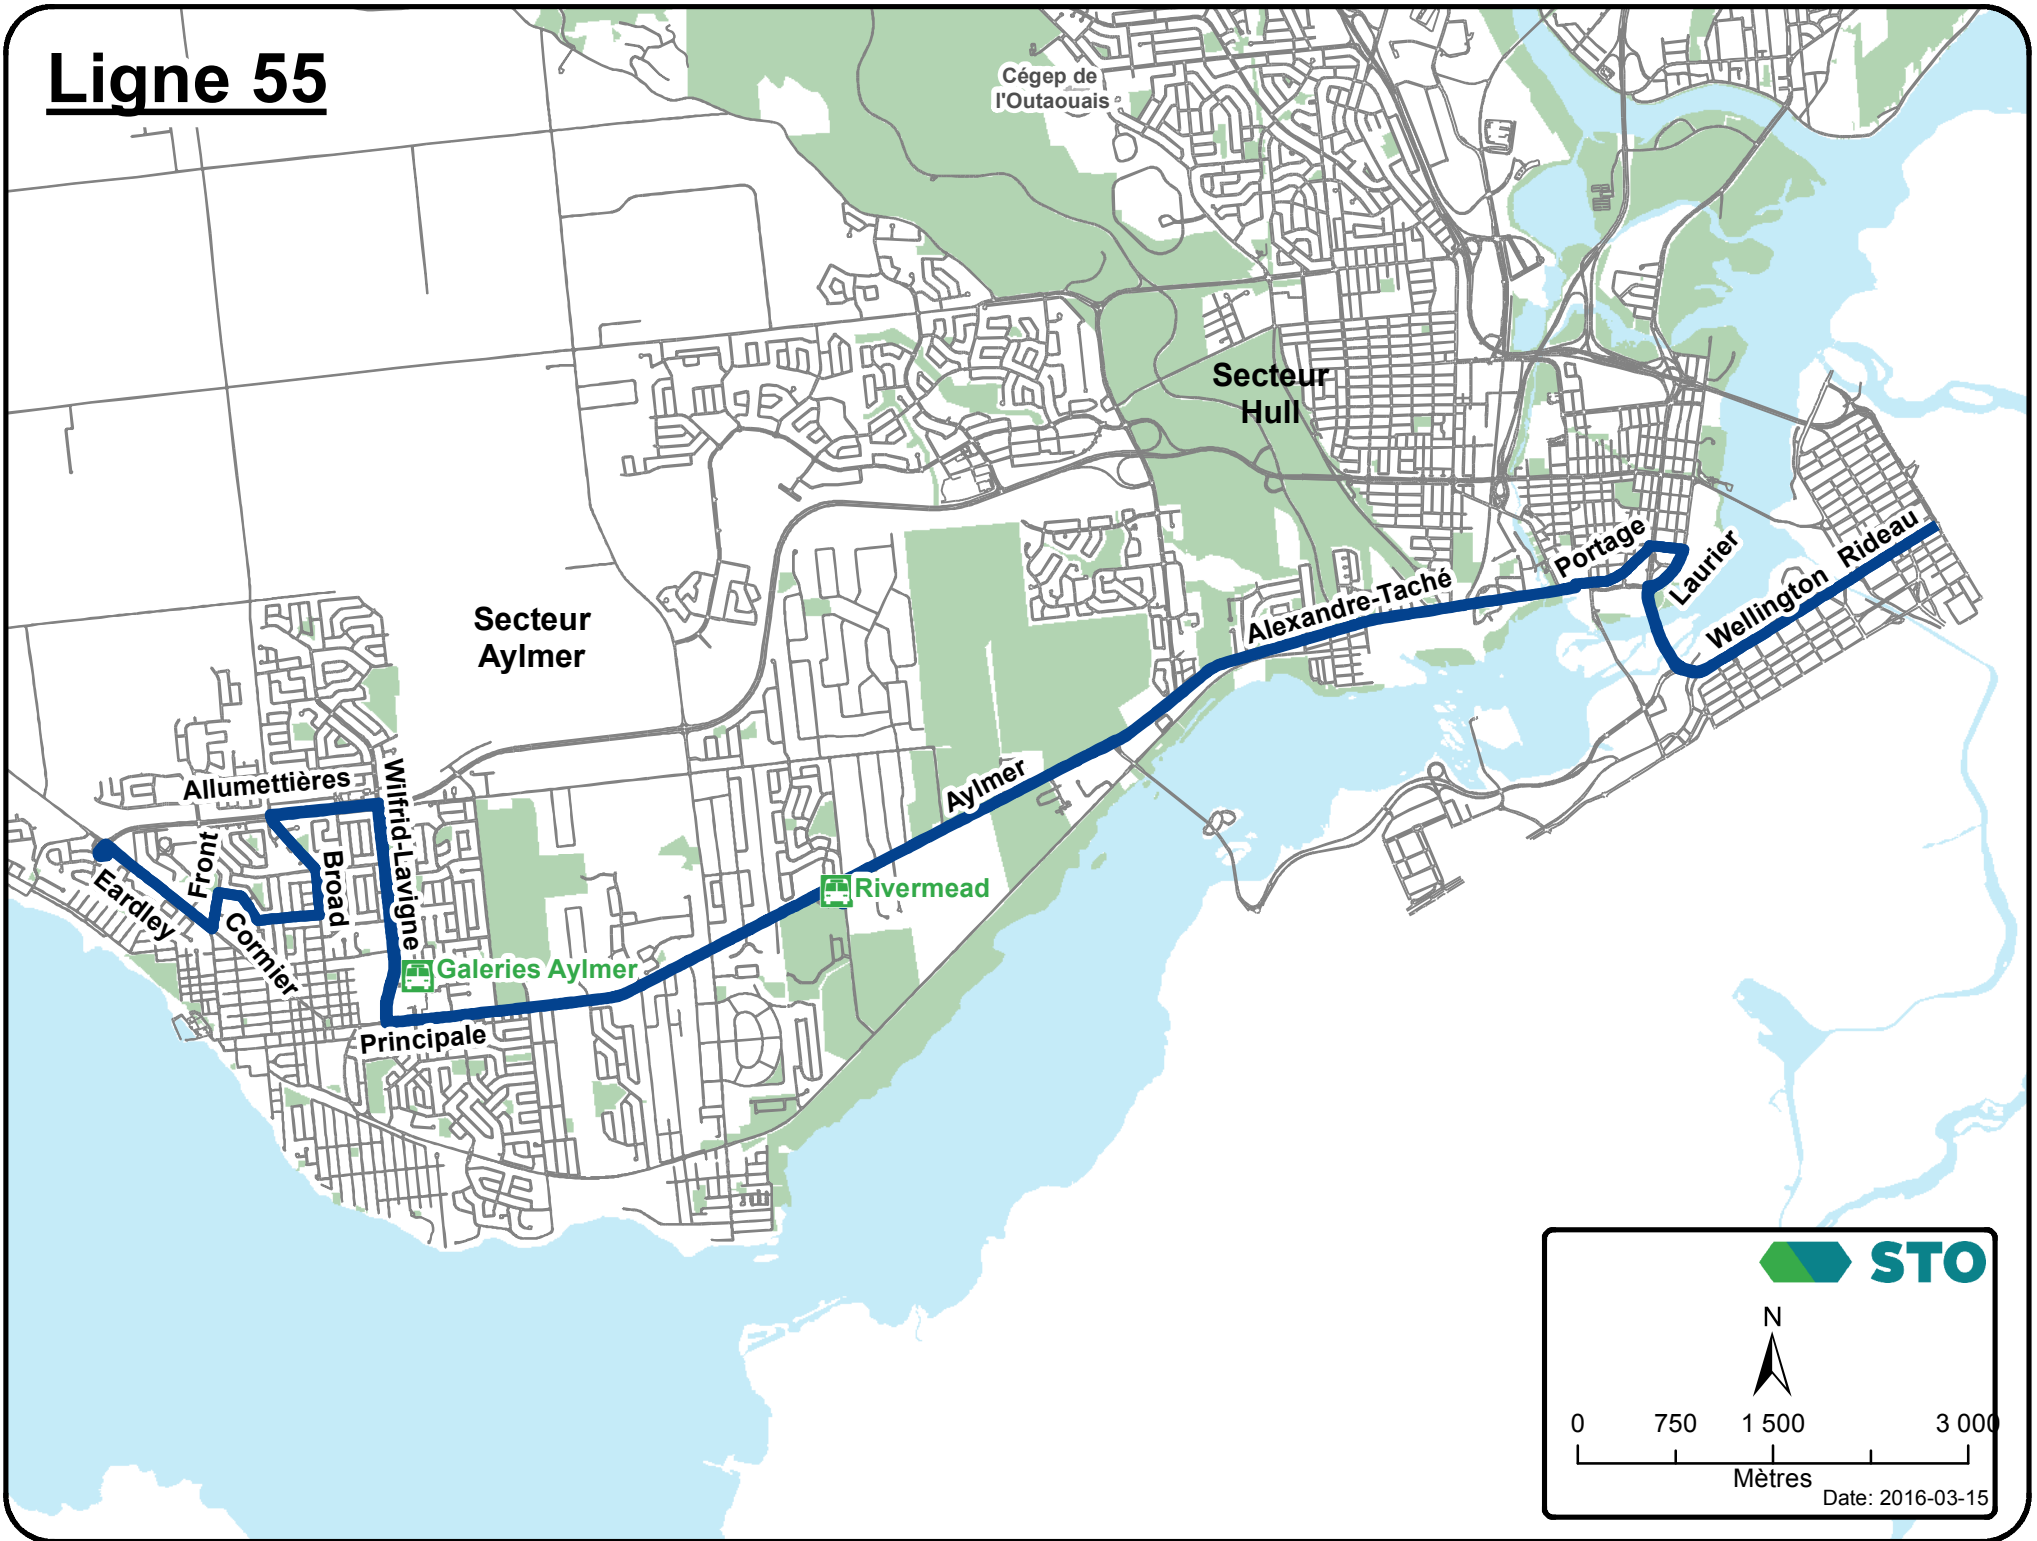 Ligne 55
Cégep de
l'Outaouais
Secteur
Hull
Secteur
Aylmer
Portage
Laurier
Rideau
Wellington
Alexandre-Taché
Aylmer
Rivermead
Allumettières
Wilfrid-Lavigne
Front
Broad
Eardley
Cormier
Galeries Aylmer
Principale
STO
N
0 750 1 500 3 000
Mètres
Date: 2016-03-15